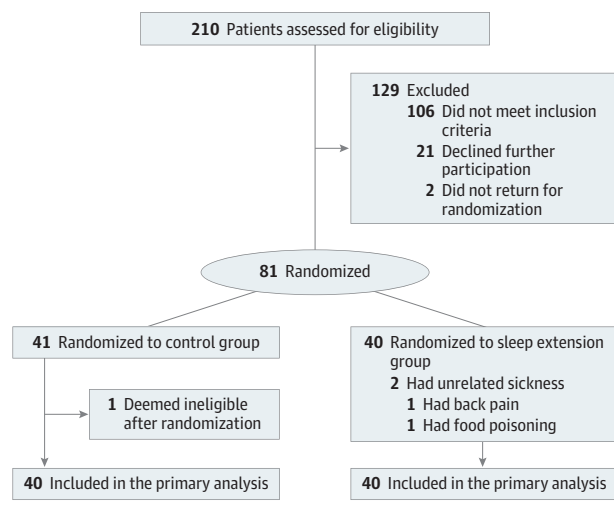 210 Patients assessed for eligibility
129 Excluded
106 Did not meet inclusion
criteria
21 Declined further
participation
2 Did not return for
randomization
81 Randomized
41 Randomized to control group
1 Deemed ineligible
after randomization
40 Included in the primary analysis
40 Randomized to sleep extension
group
2 Had unrelated sickness
1 Had back pain
1 Had food poisoning
40 Included in the primary analysis